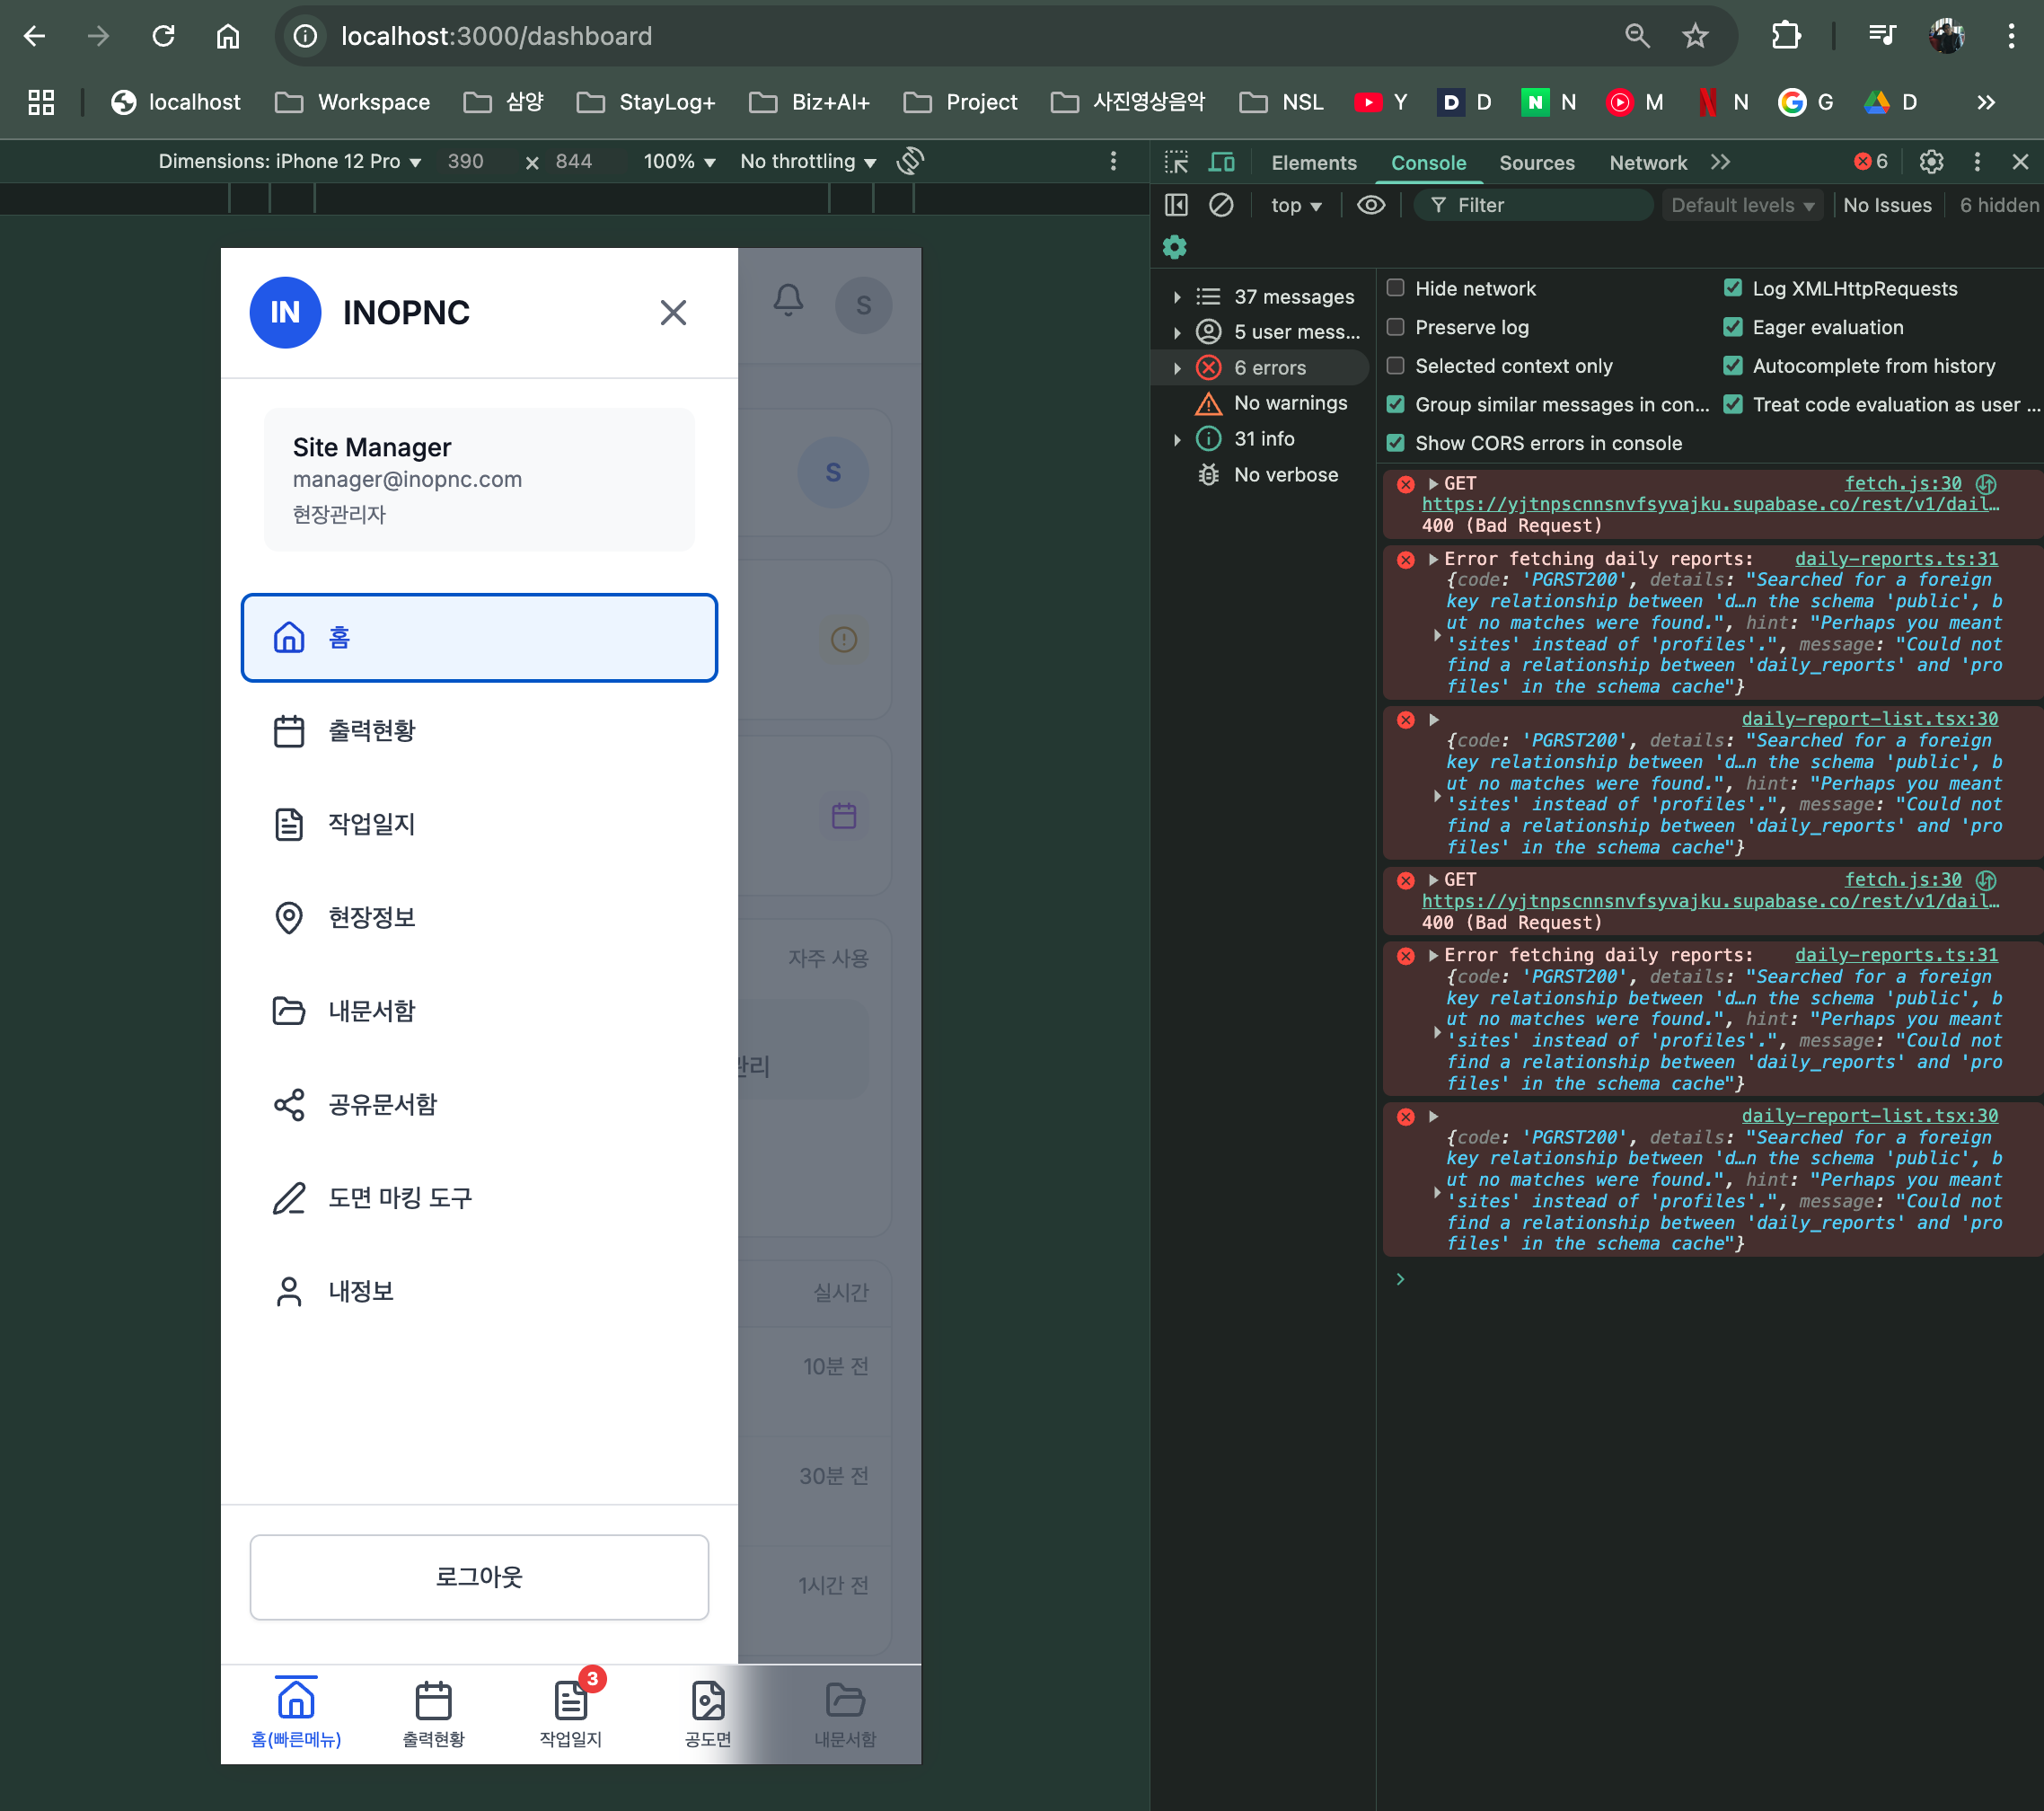 localhost:3000/dashboard
localhost
Workspace
삼양
StayLog+
Biz+AI+
Project
사진영상음악
NSL
Y
D
N
M
N
G
D
Dimensions: iPhone 12 Pro
390
×
844
100%
No throttling
Elements
Console
Sources
Network
6
top
Filter
Default levels
No Issues
6 hidden
37 messages
5 user mess...
6 errors
No warnings
31 info
No verbose
Hide network
Log XMLHttpRequests
Preserve log
Eager evaluation
Selected context only
Autocomplete from history
Group similar messages in con...
Treat code evaluation as user ...
Show CORS errors in console
GET fetch.js:30
https://yjtnpscnnsnvfsyvajku.supabase.co/rest/v1/dail…
400 (Bad Request)
Error fetching daily reports: daily-reports.ts:31
{code: 'PGRST200', details: "Searched for a foreign
key relationship between 'd…n the schema 'public', b
ut no matches were found.", hint: "Perhaps you meant
'sites' instead of 'profiles'.", message: "Could not
find a relationship between 'daily_reports' and 'pro
files' in the schema cache"}
daily-report-list.tsx:30
{code: 'PGRST200', details: "Searched for a foreign
key relationship between 'd…n the schema 'public', b
ut no matches were found.", hint: "Perhaps you meant
'sites' instead of 'profiles'.", message: "Could not
find a relationship between 'daily_reports' and 'pro
files' in the schema cache"}
GET fetch.js:30
https://yjtnpscnnsnvfsyvajku.supabase.co/rest/v1/dail…
400 (Bad Request)
Error fetching daily reports: daily-reports.ts:31
{code: 'PGRST200', details: "Searched for a foreign
key relationship between 'd…n the schema 'public', b
ut no matches were found.", hint: "Perhaps you meant
'sites' instead of 'profiles'.", message: "Could not
find a relationship between 'daily_reports' and 'pro
files' in the schema cache"}
daily-report-list.tsx:30
{code: 'PGRST200', details: "Searched for a foreign
key relationship between 'd…n the schema 'public', b
ut no matches were found.", hint: "Perhaps you meant
'sites' instead of 'profiles'.", message: "Could not
find a relationship between 'daily_reports' and 'pro
files' in the schema cache"}
IN
INOPNC
S
Site Manager
manager@inopnc.com
현장관리자
S
홈
출력현황
작업일지
현장정보
자주 사용
내문서함
관리
공유문서함
도면 마킹 도구
내정보
실시간
10분 전
30분 전
로그아웃
1시간 전
3
홈(빠른메뉴)
출력현황
작업일지
공도면
내문서함